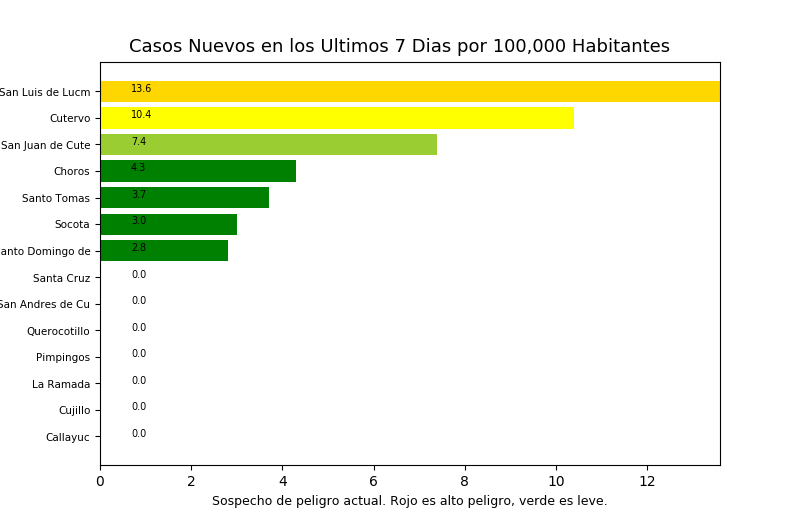 Casos Nuevos en los Ultimos 7 Dias por 100,000 Habitantes
San Luis de Lucm 13.6
Cutervo 10.4
San Juan de Cute 7.4
Choros 4.3
Santo Tomas 3.7
Socota 3.0
anto Domingo de 2.8
Santa Cruz 0.0
San Andres de Cu 0.0
Querocotillo 0.0
Pimpingos 0.0
La Ramada 0.0
Cujillo 0.0
Callayuc 0.0
0 2 4 6 8 10 12
Sospecho de peligro actual. Rojo es alto peligro, verde es leve.